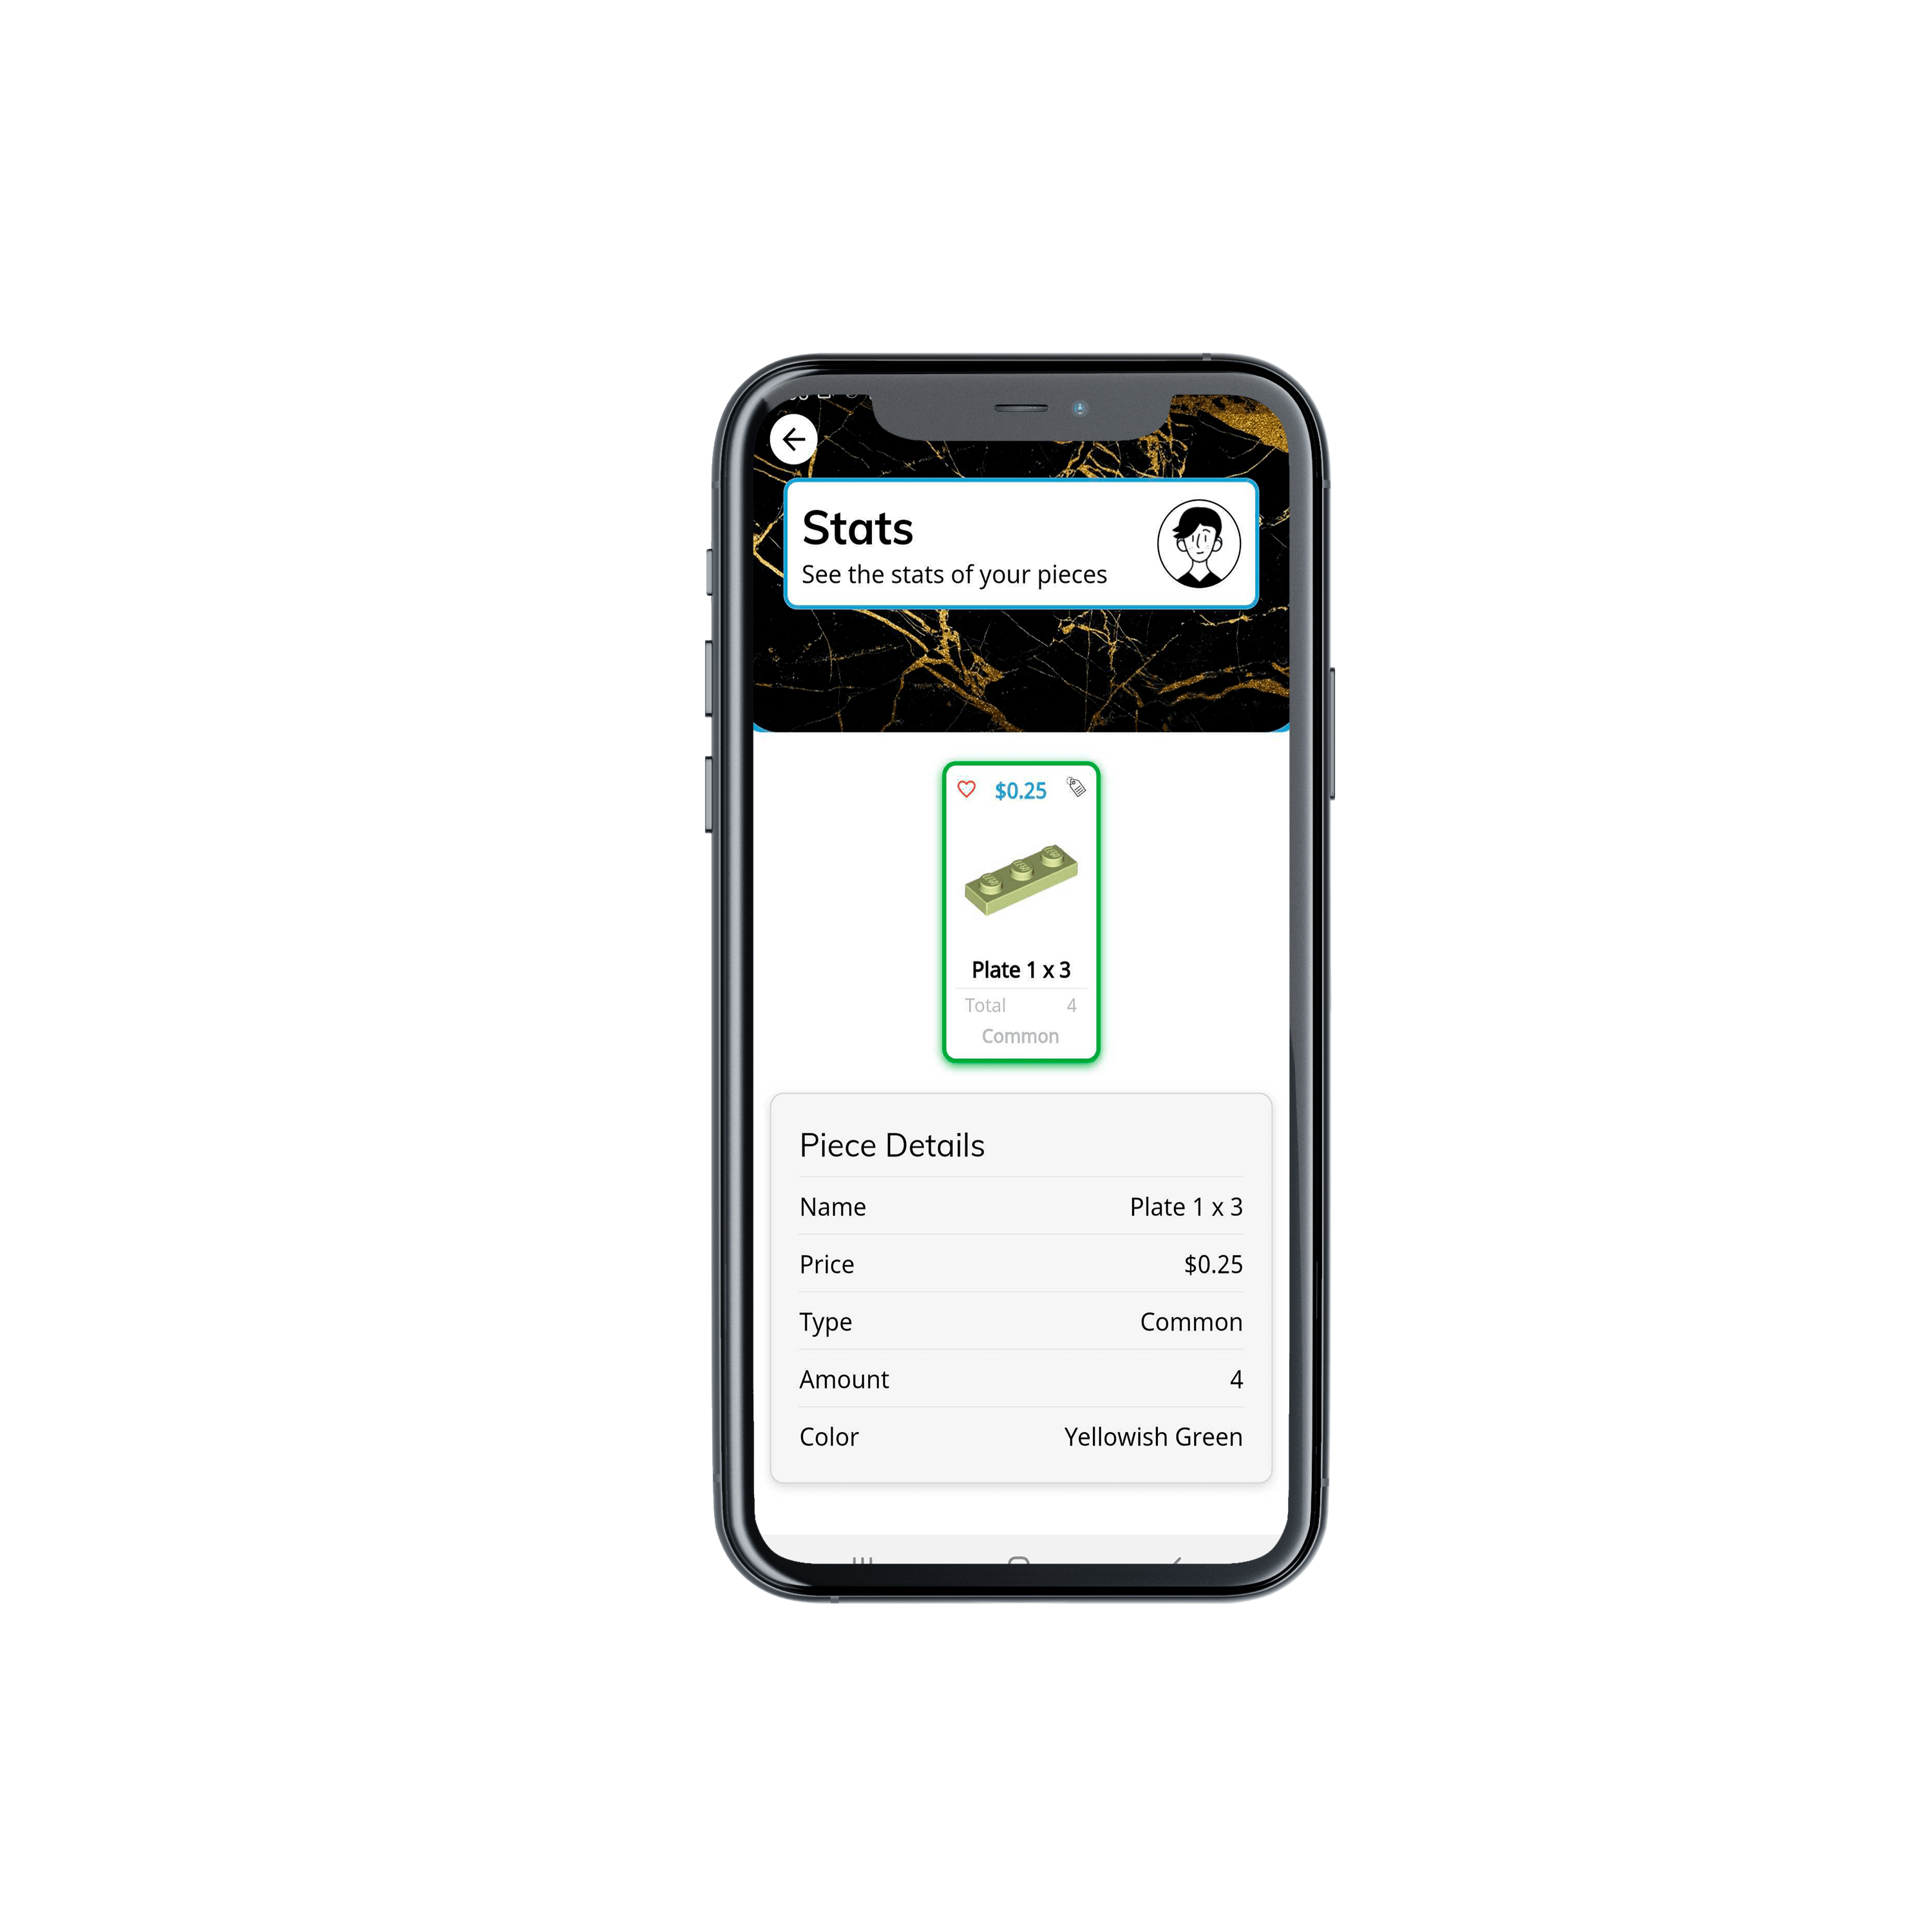 Stats
See the stats of your pieces
$0.25
Plate 1 x 3
Total 4
Common
Piece Details
Name Plate 1 x 3
Price $0.25
Type Common
Amount 4
Color Yellowish Green